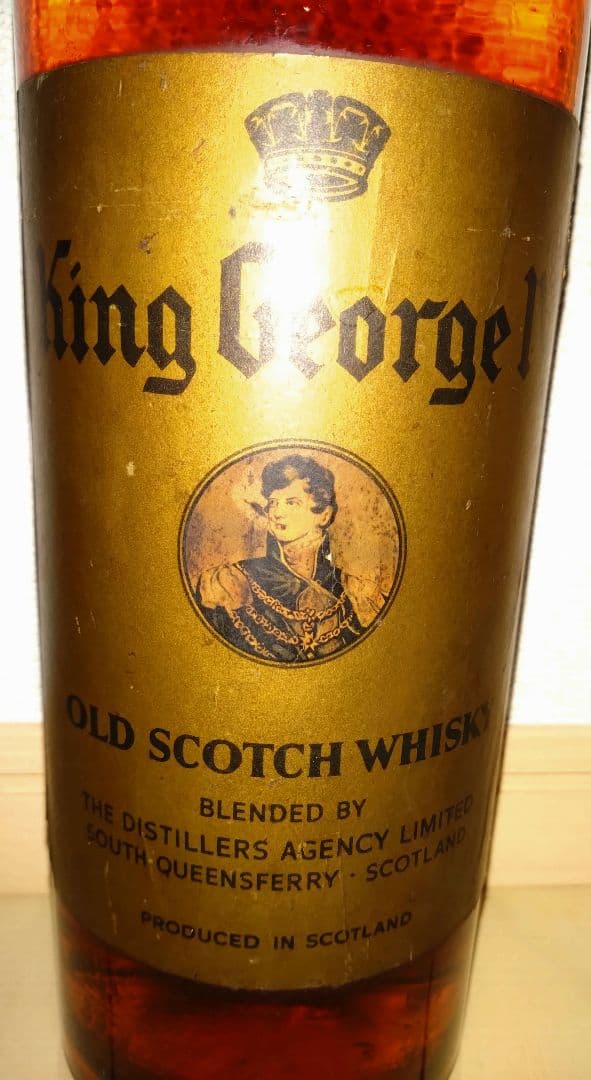 King George I
OLD SCOTCH WHISKY
BLENDED BY
THE DISTILLERS AGENCY LIMITED
SOUTH QUEENSFERRY · SCOTLAND
PRODUCED IN SCOTLAND